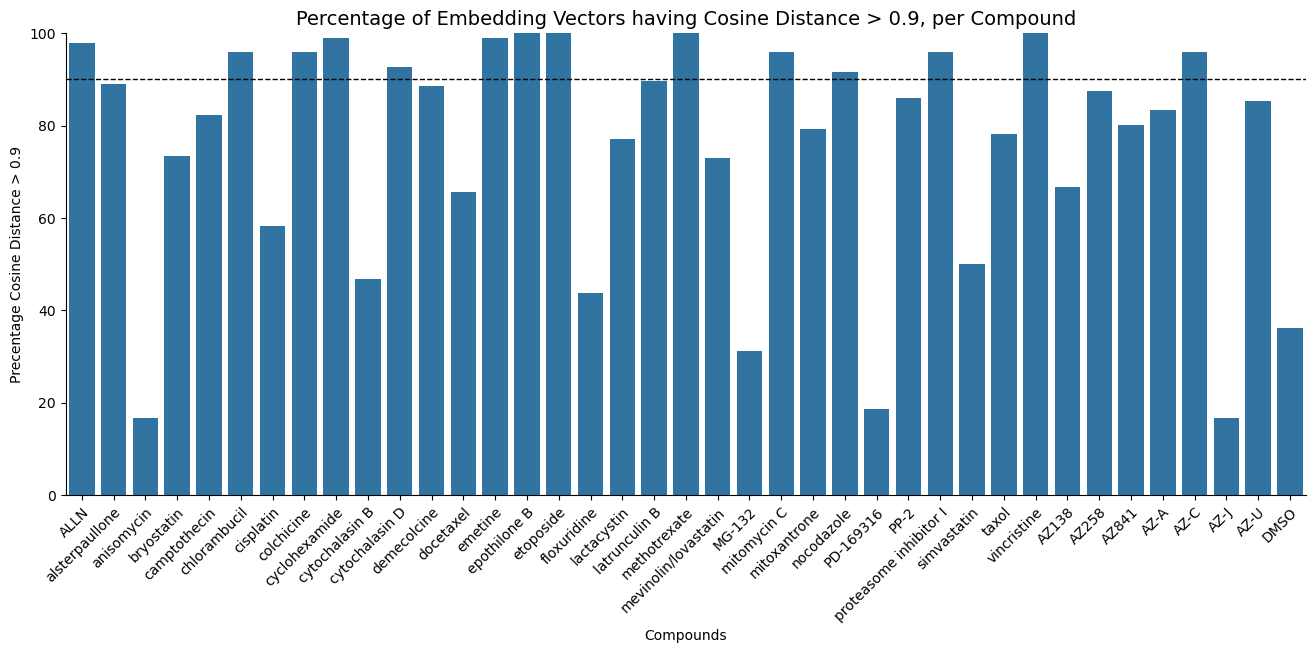 Percentage of Embedding Vectors having Cosine Distance > 0.9, per Compound
Precentage Cosine Distance > 0.9
100
80
60
40
20
0
ALLN
alsterpaullone
anisomycin
bryostatin
camptothecin
chlorambucil
cisplatin
colchicine
cyclohexamide
cytochalasin B
cytochalasin D
demecolcine
docetaxel
emetine
epothilone B
etoposide
floxuridine
lactacystin
latrunculin B
methotrexate
mevinolin/lovastatin
MG-132
mitomycin C
mitoxantrone
nocodazole
PD-169316
PP-2
proteasome inhibitor I
simvastatin
taxol
vincristine
AZ138
AZ258
AZ841
AZ-A
AZ-C
AZ-J
AZ-U
DMSO
Compounds